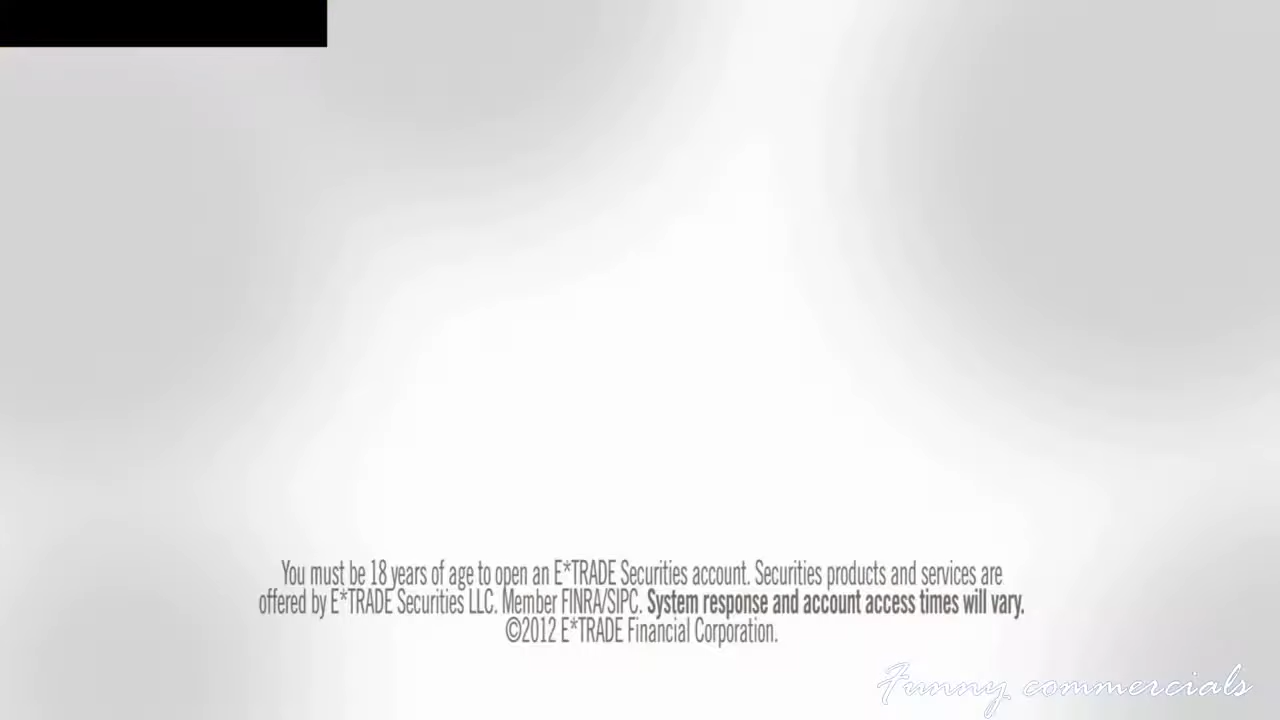 You must be 18 years of age to open an E*TRADE Securities account. Securities products and services are
offered by E*TRADE Securities LLC. Member FINRA/SIPC. System response and account access times will vary.
©2012 E*TRADE Financial Corporation.
Funny commercials